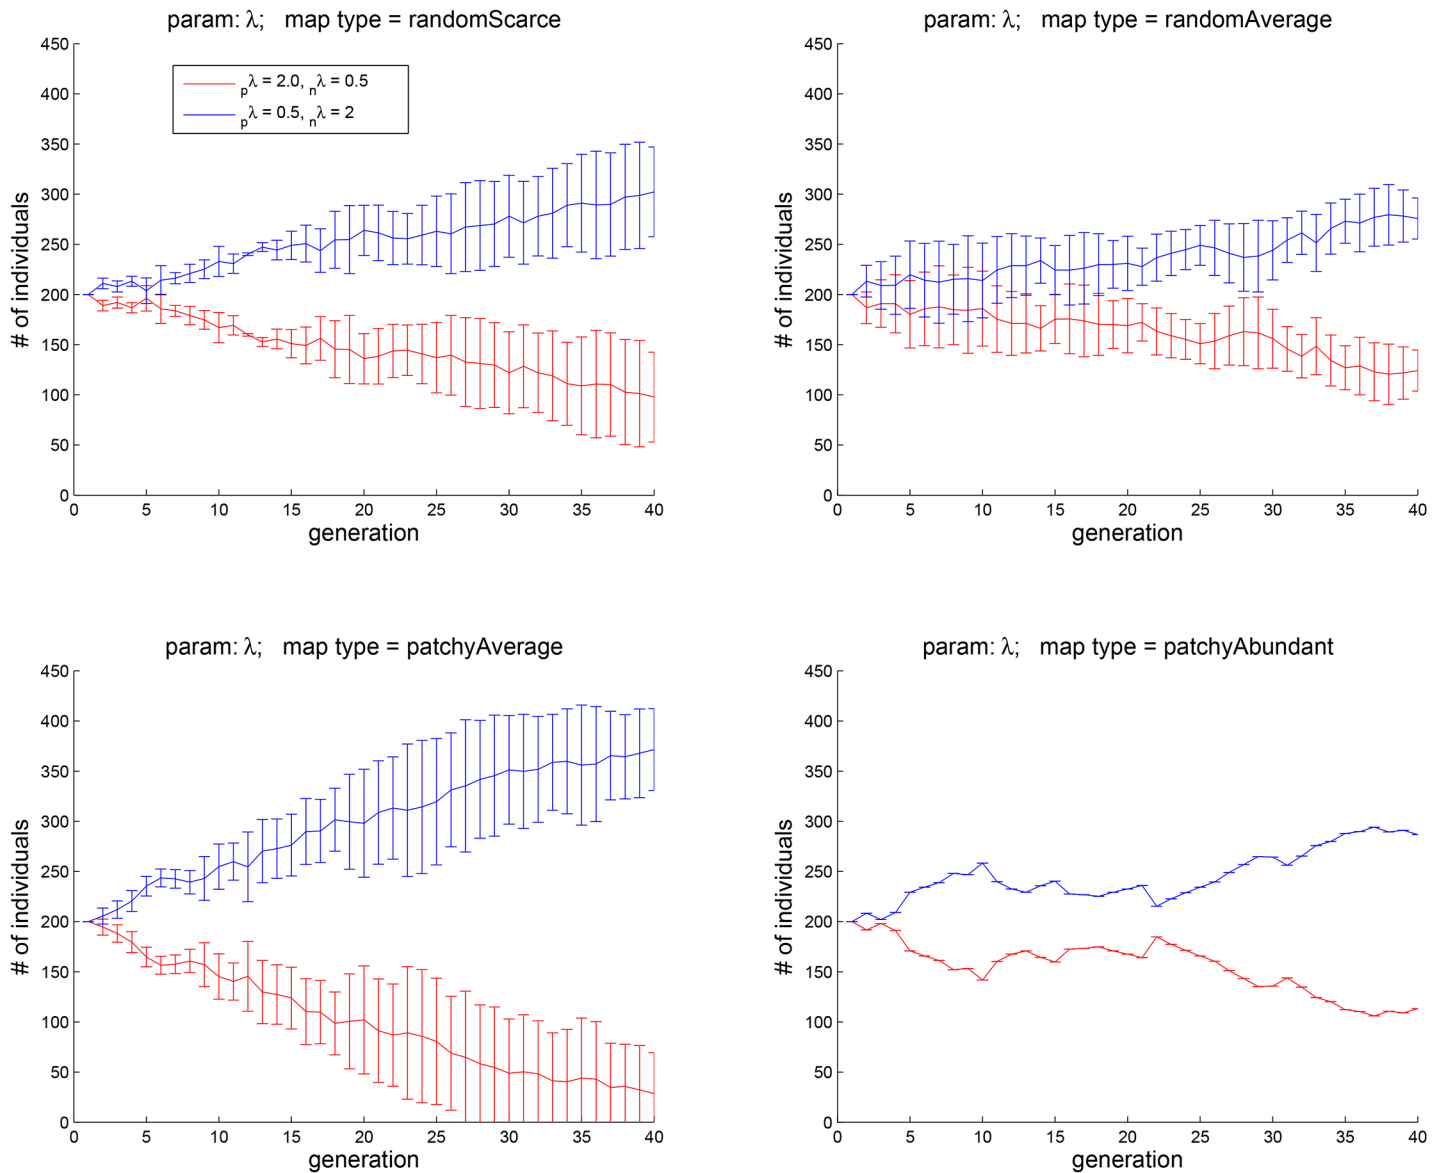 param: λ;   map type = randomScarce
450
400
350
300
250
200
150
100
50
0
# of individuals
pλ = 2.0, nλ = 0.5
pλ = 0.5, nλ = 2
0 5 10 15 20 25 30 35 40
generation
param: λ;   map type = randomAverage
450
400
350
300
250
200
150
100
50
0
# of individuals
0 5 10 15 20 25 30 35 40
generation
param: λ;   map type = patchyAverage
450
400
350
300
250
200
150
100
50
0
# of individuals
0 5 10 15 20 25 30 35 40
generation
param: λ;   map type = patchyAbundant
450
400
350
300
250
200
150
100
50
0
# of individuals
0 5 10 15 20 25 30 35 40
generation